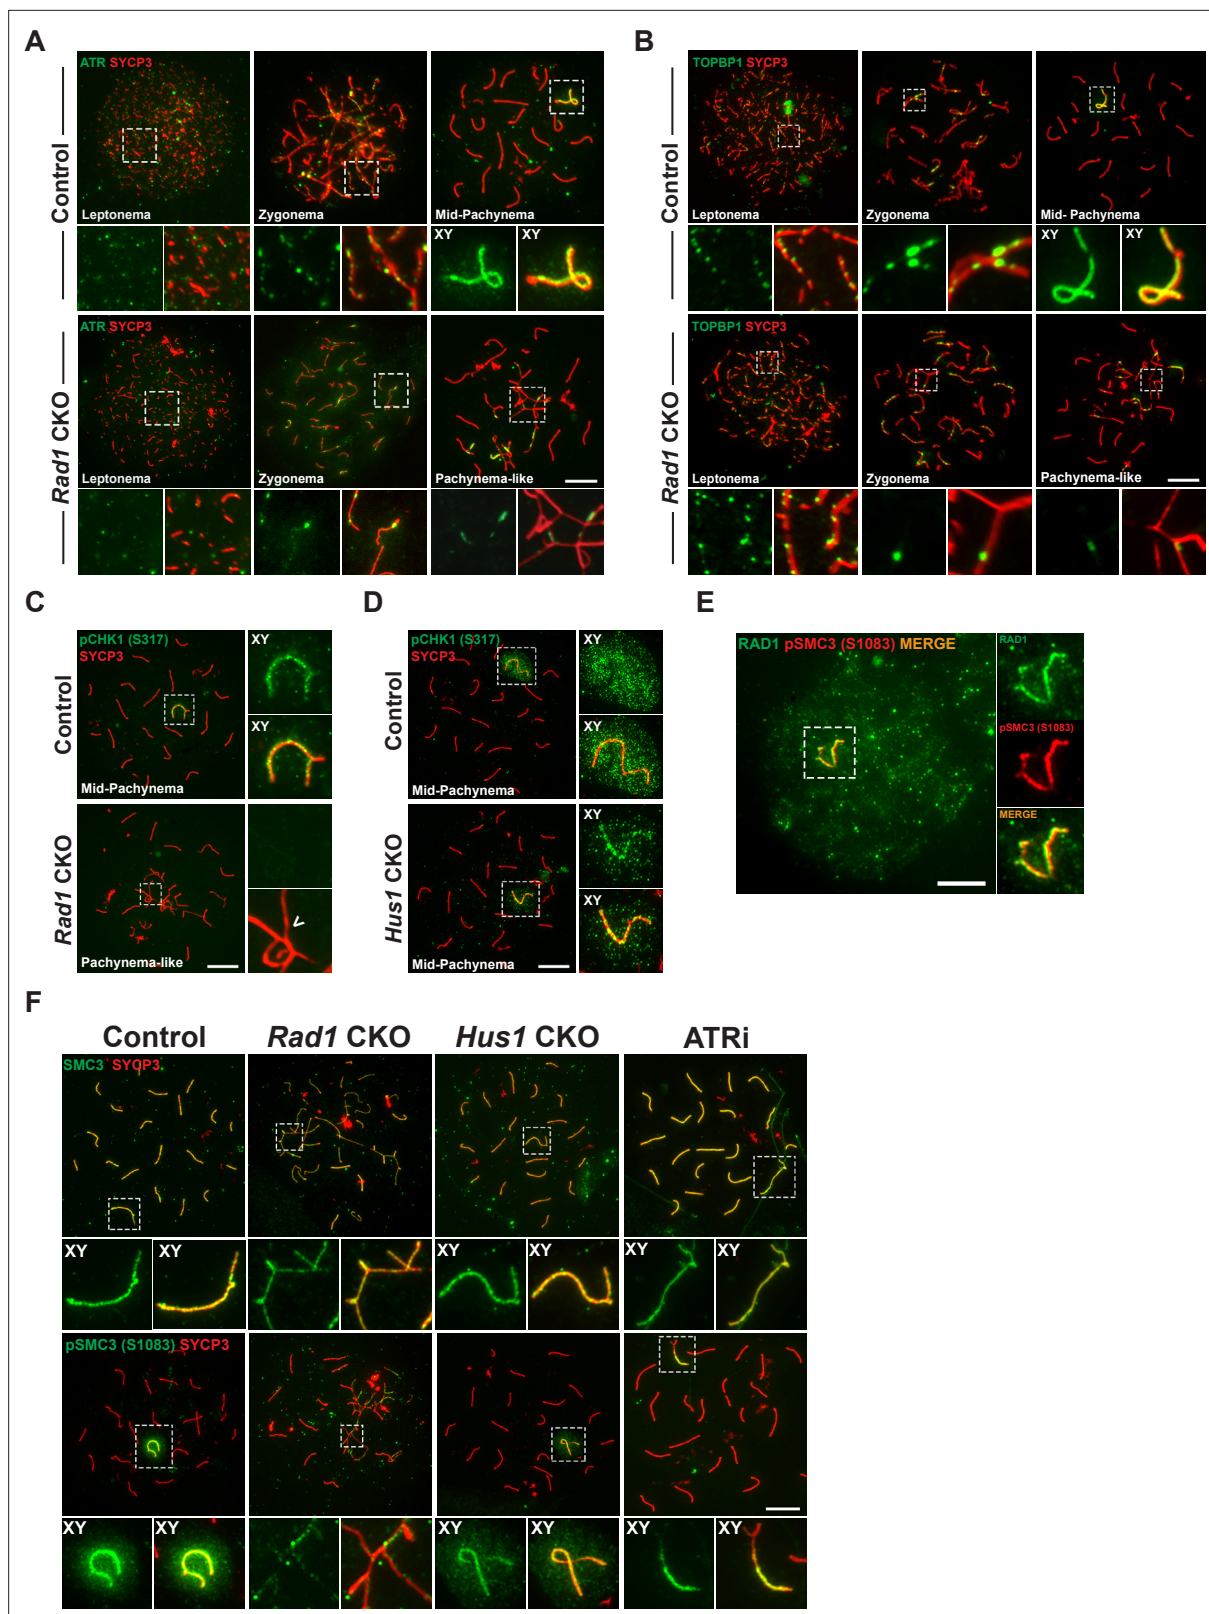 A
ATR SYCP3
Control
Leptonema
Zygonema
Mid-Pachynema
XY
XY
ATR SYCP3
Rad1 CKO
Leptonema
Zygonema
Pachynema-like
B
TOPBP1 SYCP3
Control
Leptonema
Zygonema
Mid- Pachynema
XY
XY
TOPBP1 SYCP3
Rad1 CKO
Leptonema
Zygonema
Pachynema-like
C
pCHK1 (S317)
SYCP3
Control
Mid-Pachynema
XY
XY
Rad1 CKO
Pachynema-like
D
pCHK1 (S317)
SYCP3
Control
Mid-Pachynema
XY
XY
Hus1 CKO
Mid-Pachynema
XY
XY
E
RAD1 pSMC3 (S1083) MERGE
RAD1
pSMC3 (S1083)
MERGE
F
Control
Rad1 CKO
Hus1 CKO
ATRi
SMC3 SYCP3
XY
XY
XY
XY
XY
XY
pSMC3 (S1083) SYCP3
XY
XY
XY
XY
XY
XY